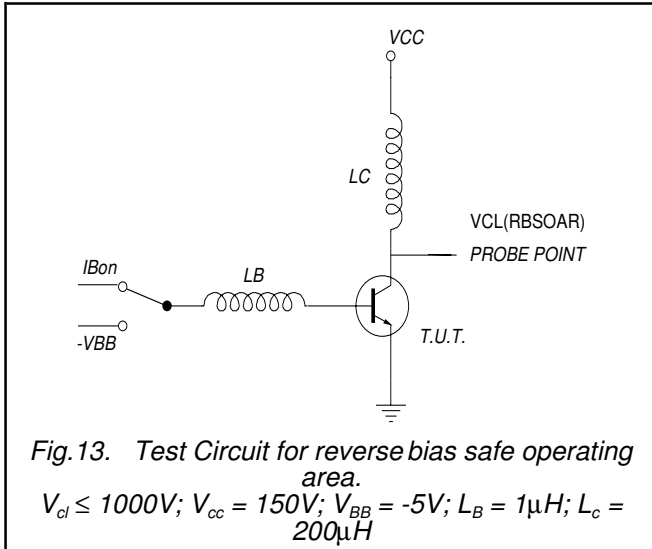 VCC
LC
VCL(RBSOAR)
PROBE POINT
IBon
LB
-VBB
T.U.T.
Fig.13. Test Circuit for reverse bias safe operating
area.
Vcl ≤ 1000V; Vcc = 150V; VBB = -5V; LB = 1μH; Lc =
200μH